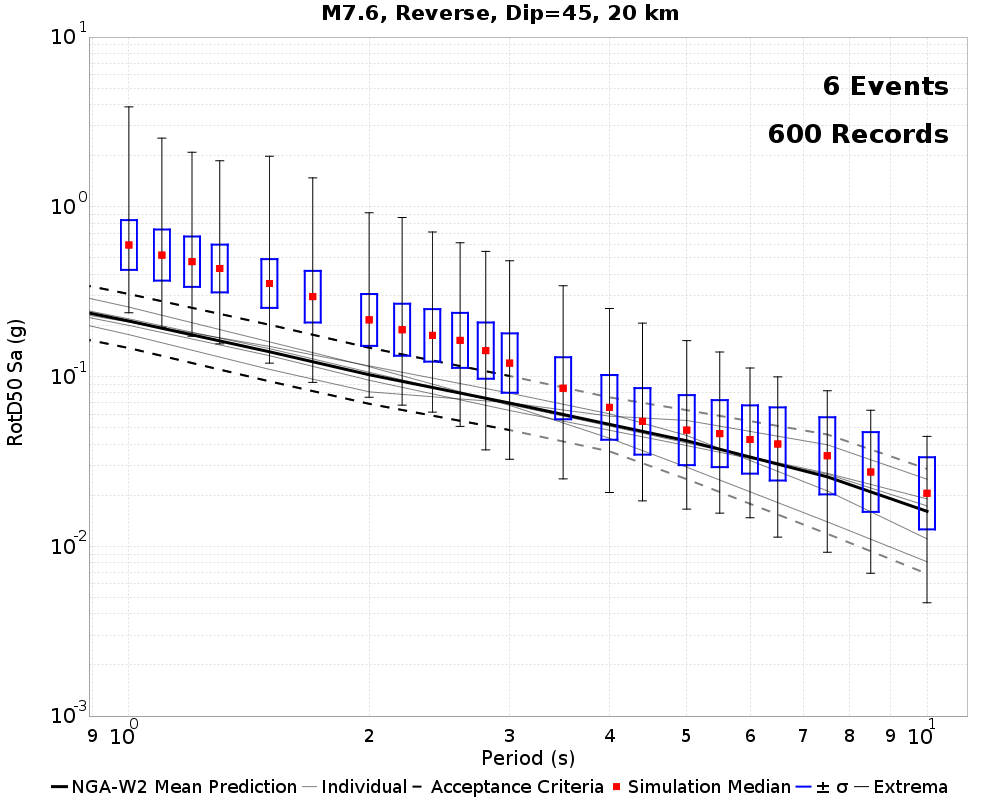 M7.6, Reverse, Dip=45, 20 km
10^1
6 Events
600 Records
10^0
10^-1
10^-2
10^-3
RotD50 Sa (g)
9 10^0 2 3 4 5 6 7 8 9 10^1
Period (s)
NGA-W2 Mean Prediction Individual Acceptance Criteria Simulation Median ± σ Extrema